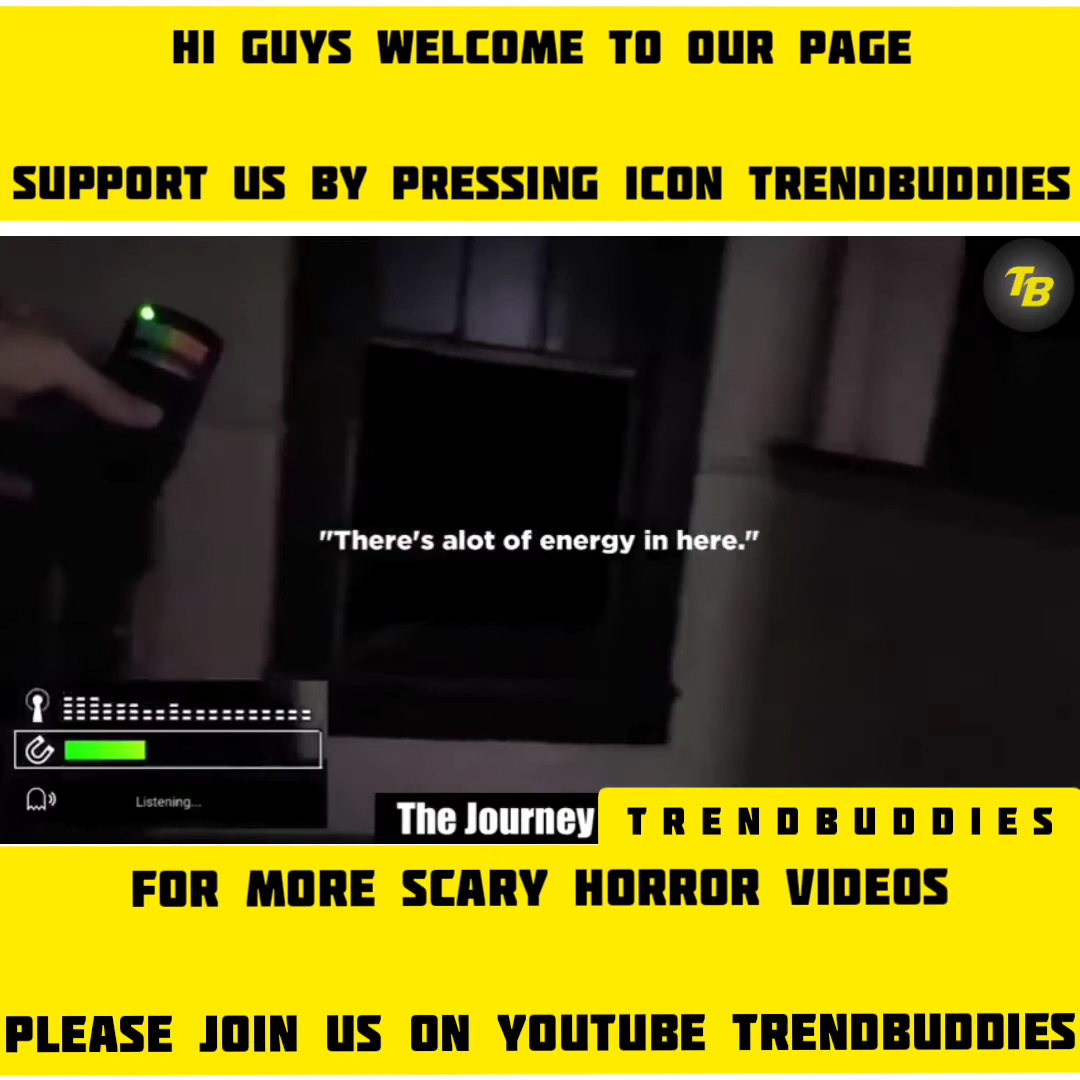 HI GUYS WELCOME TO OUR PAGE
SUPPORT US BY PRESSING ICON TRENDBUDDIES
TB
"There's alot of energy in here."
Listening...
The Journey
TRENDBUDDIES
FOR MORE SCARY HORROR VIDEOS
PLEASE JOIN US ON YOUTUBE TRENDBUDDIES